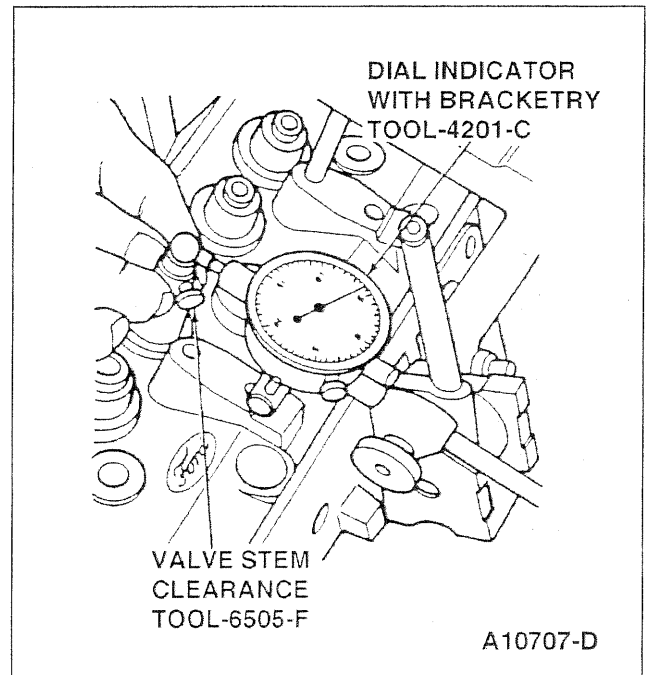 DIAL INDICATOR
WITH BRACKETRY
TOOL-4201-C
VALVE STEM
CLEARANCE
TOOL-6505-F
A10707-D